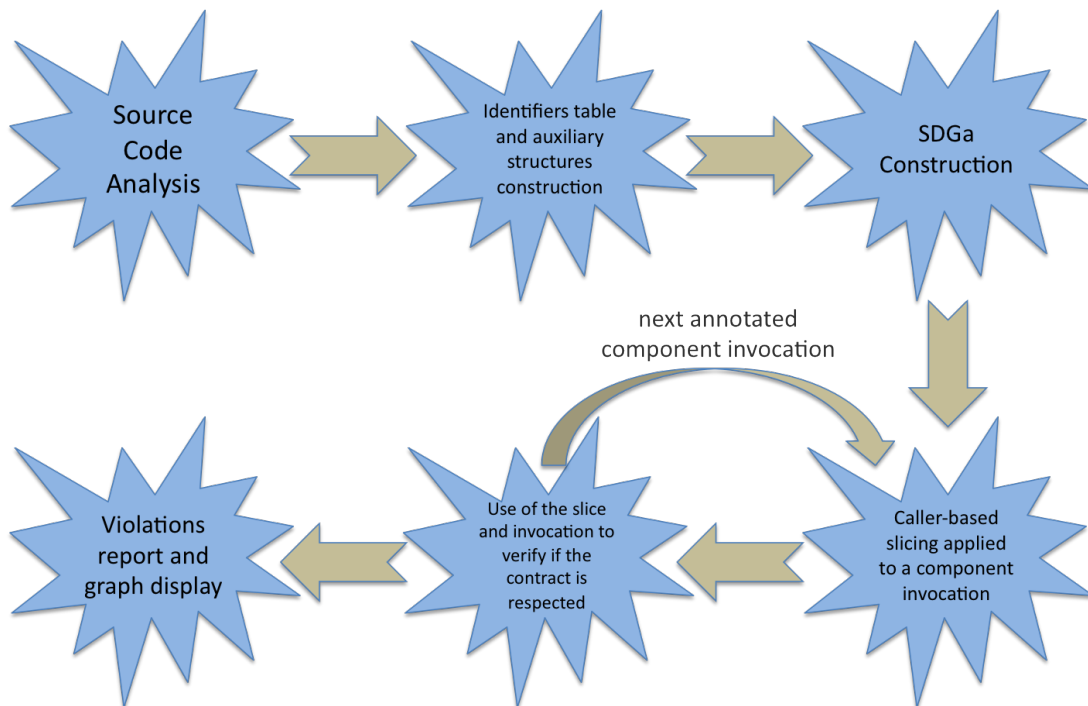 Source
Code
Analysis
Identifiers table
and auxiliary
structures
construction
SDGa
Construction
next annotated
component invocation
Violations
report and
graph display
Use of the slice
and invocation to
verify if the
contract is
respected
Caller-based
slicing applied
to a component
invocation